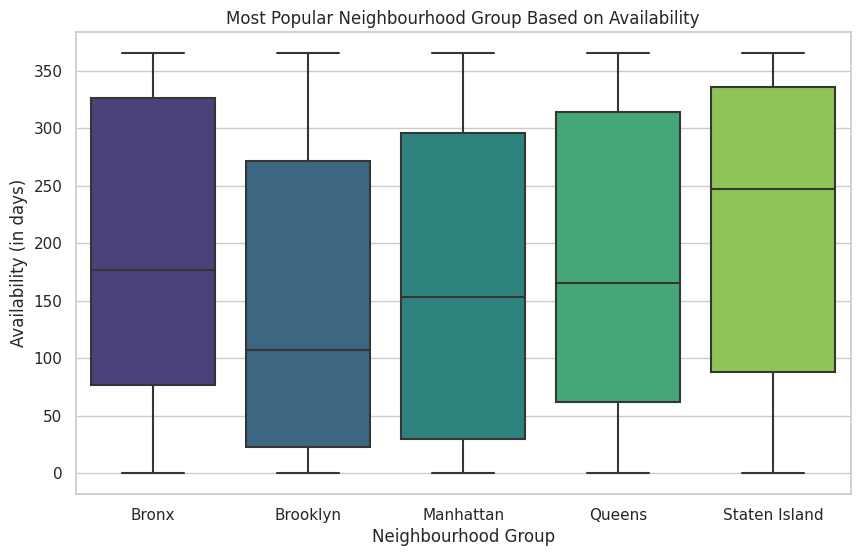 Most Popular Neighbourhood Group Based on Availability
Availability (in days)
350
300
250
200
150
100
50
0
Bronx
Brooklyn
Manhattan
Queens
Staten Island
Neighbourhood Group